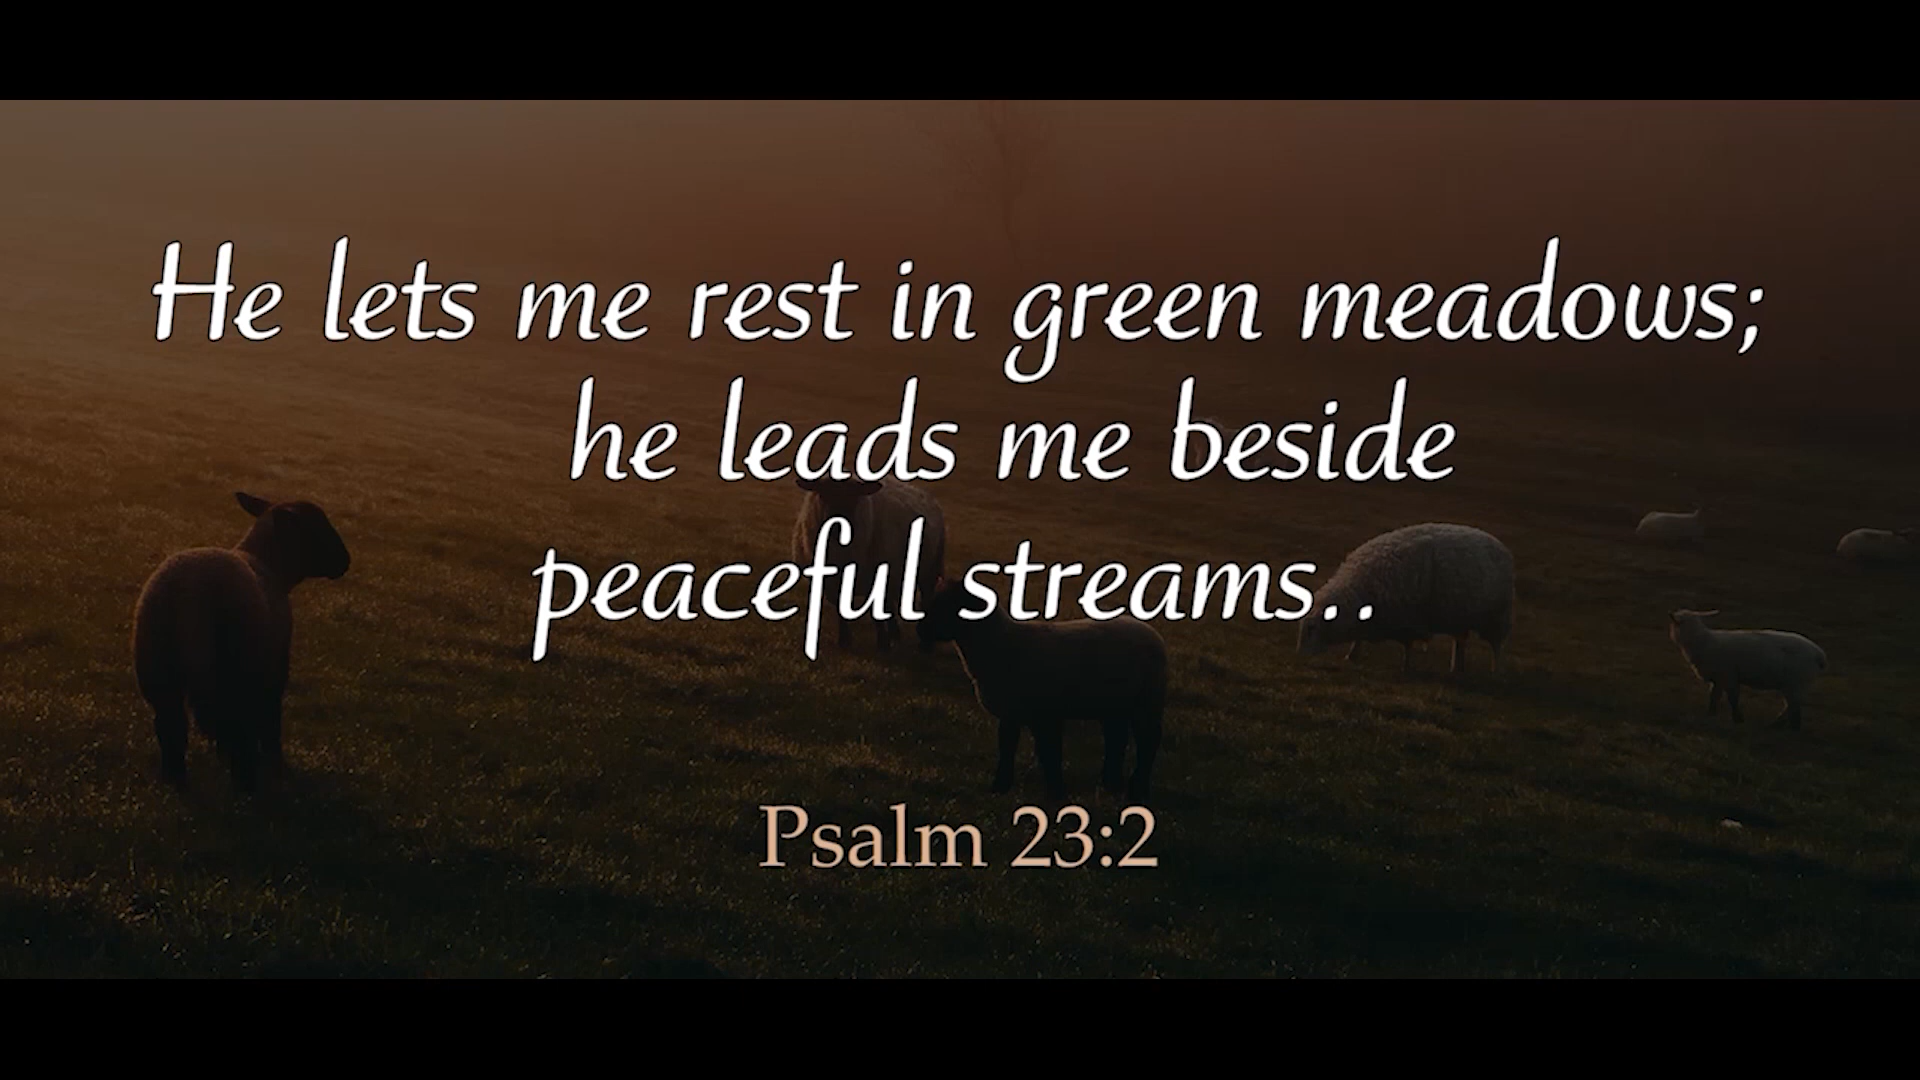 He lets me rest in green meadows;
he leads me beside
peaceful streams..
Psalm 23:2